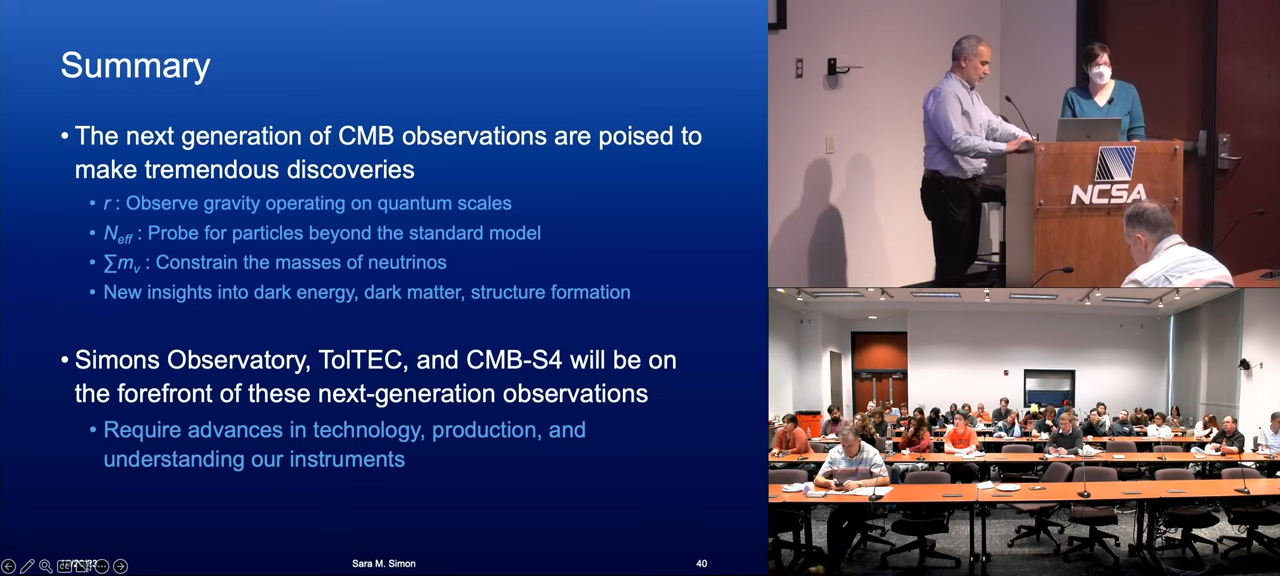 Summary
• The next generation of CMB observations are poised to
make tremendous discoveries
• r : Observe gravity operating on quantum scales
• Neff : Probe for particles beyond the standard model
• ∑mν : Constrain the masses of neutrinos
• New insights into dark energy, dark matter, structure formation
• Simons Observatory, TolTEC, and CMB-S4 will be on
the forefront of these next-generation observations
• Require advances in technology, production, and
understanding our instruments
Sara M. Simon
40
NCSA